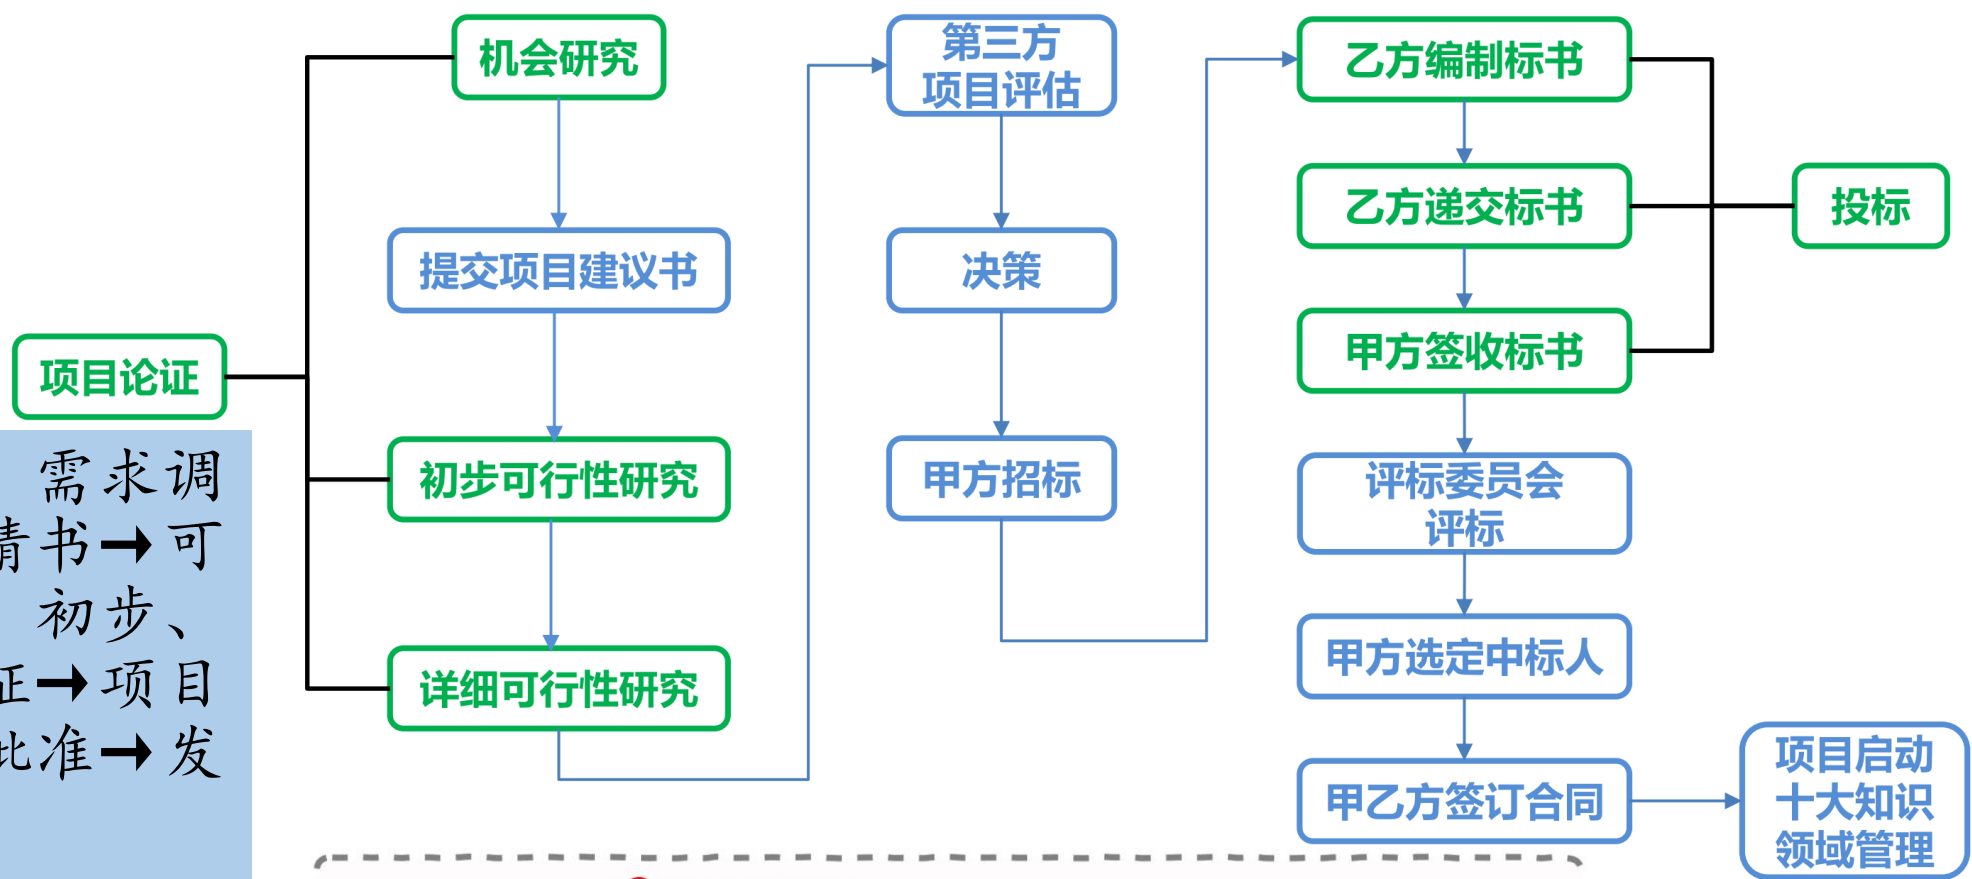 机会研究
提交项目建议书
项目论证
初步可行性研究
详细可行性研究
需求调
请书→可
初步、
证→项目
批准→发
第三方
项目评估
决策
甲方招标
乙方编制标书
乙方递交标书
甲方签收标书
投标
评标委员会
评标
甲方选定中标人
甲乙方签订合同
项目启动
十大知识
领域管理